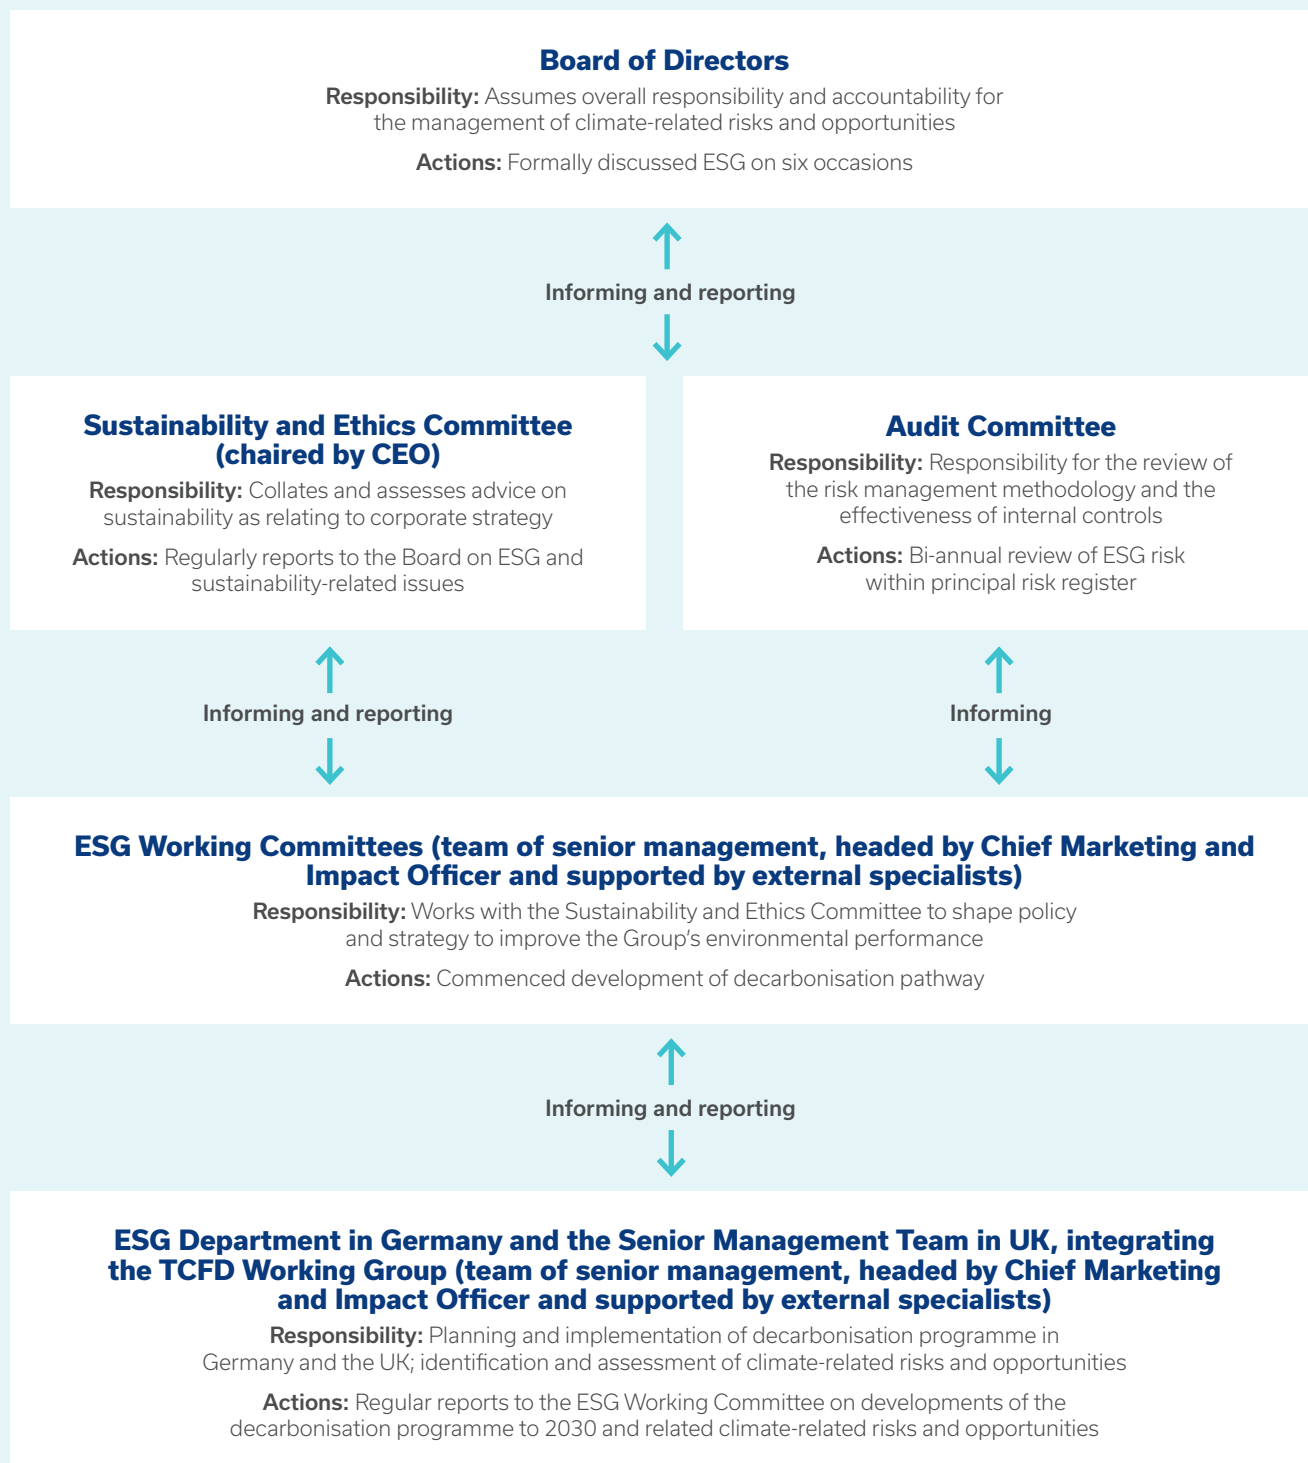 Board of Directors
Responsibility: Assumes overall responsibility and accountability for
the management of climate-related risks and opportunities
Actions: Formally discussed ESG on six occasions
Informing and reporting
Sustainability and Ethics Committee
(chaired by CEO)
Responsibility: Collates and assesses advice on
sustainability as relating to corporate strategy
Actions: Regularly reports to the Board on ESG and
sustainability-related issues
Audit Committee
Responsibility: Responsibility for the review of
the risk management methodology and the
effectiveness of internal controls
Actions: Bi-annual review of ESG risk
within principal risk register
Informing and reporting
Informing
ESG Working Committees (team of senior management, headed by Chief Marketing and
Impact Officer and supported by external specialists)
Responsibility: Works with the Sustainability and Ethics Committee to shape policy
and strategy to improve the Group's environmental performance
Actions: Commenced development of decarbonisation pathway
Informing and reporting
ESG Department in Germany and the Senior Management Team in UK, integrating
the TCFD Working Group (team of senior management, headed by Chief Marketing
and Impact Officer and supported by external specialists)
Responsibility: Planning and implementation of decarbonisation programme in
Germany and the UK; identification and assessment of climate-related risks and opportunities
Actions: Regular reports to the ESG Working Committee on developments of the
decarbonisation programme to 2030 and related climate-related risks and opportunities